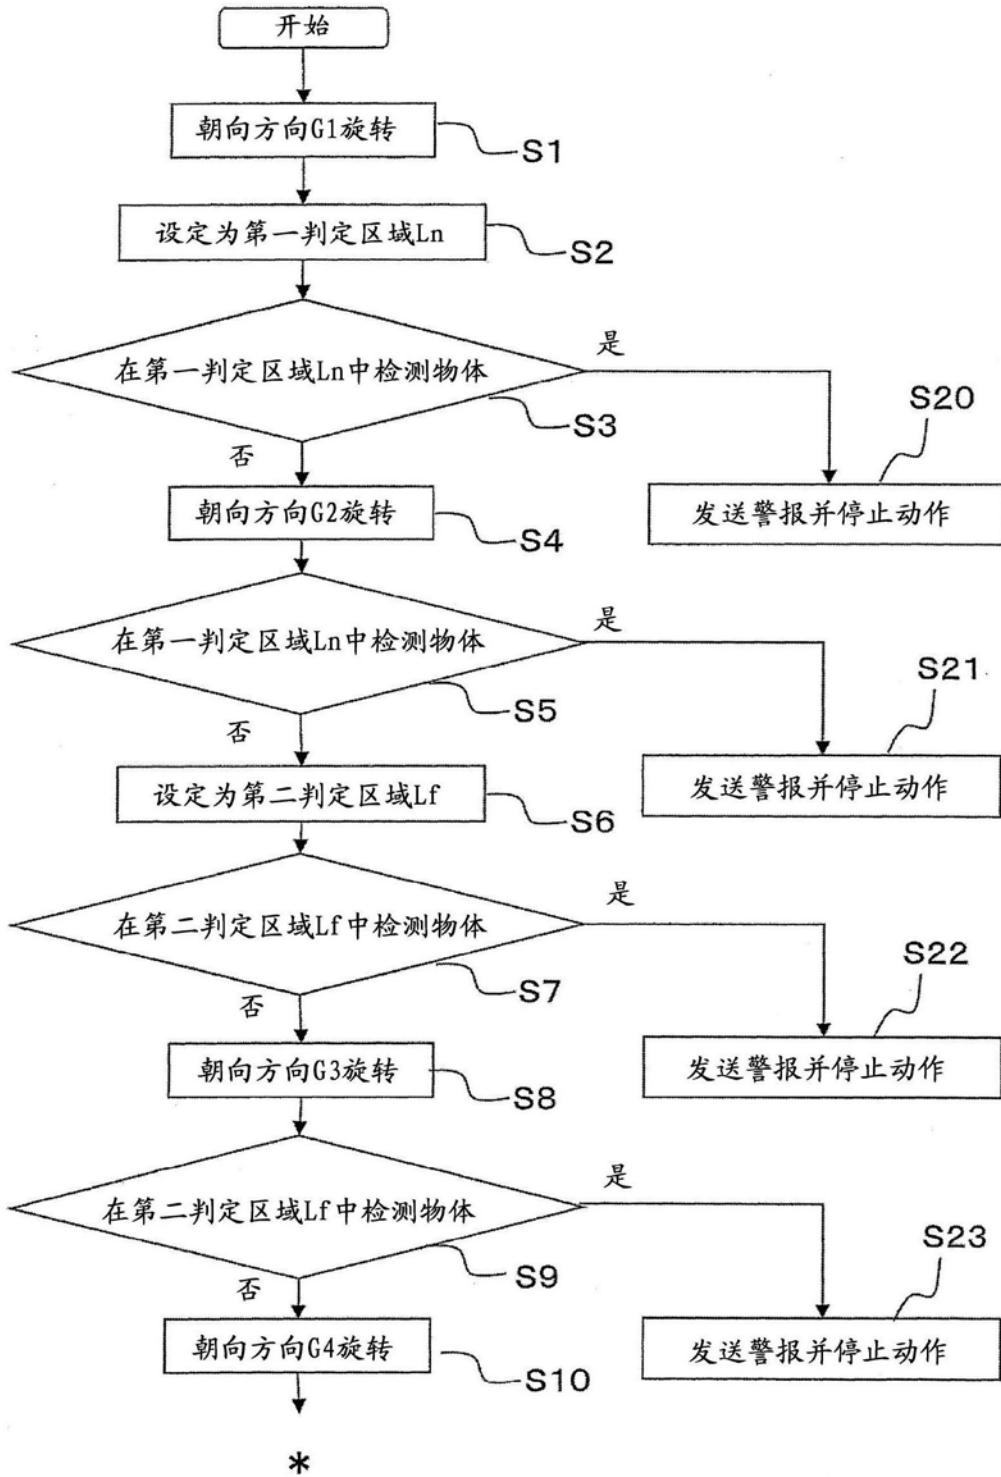 开始
朝向方向G1旋转
S1
设定为第一判定区域Ln
S2
在第一判定区域Ln中检测物体
是
S3
S20
否
朝向方向G2旋转
S4
发送警报并停止动作
在第一判定区域Ln中检测物体
是
S5
S21
否
设定为第二判定区域Lf
S6
发送警报并停止动作
在第二判定区域Lf中检测物体
是
S7
S22
否
朝向方向G3旋转
S8
发送警报并停止动作
在第二判定区域Lf中检测物体
是
S9
S23
否
朝向方向G4旋转
S10
发送警报并停止动作
*